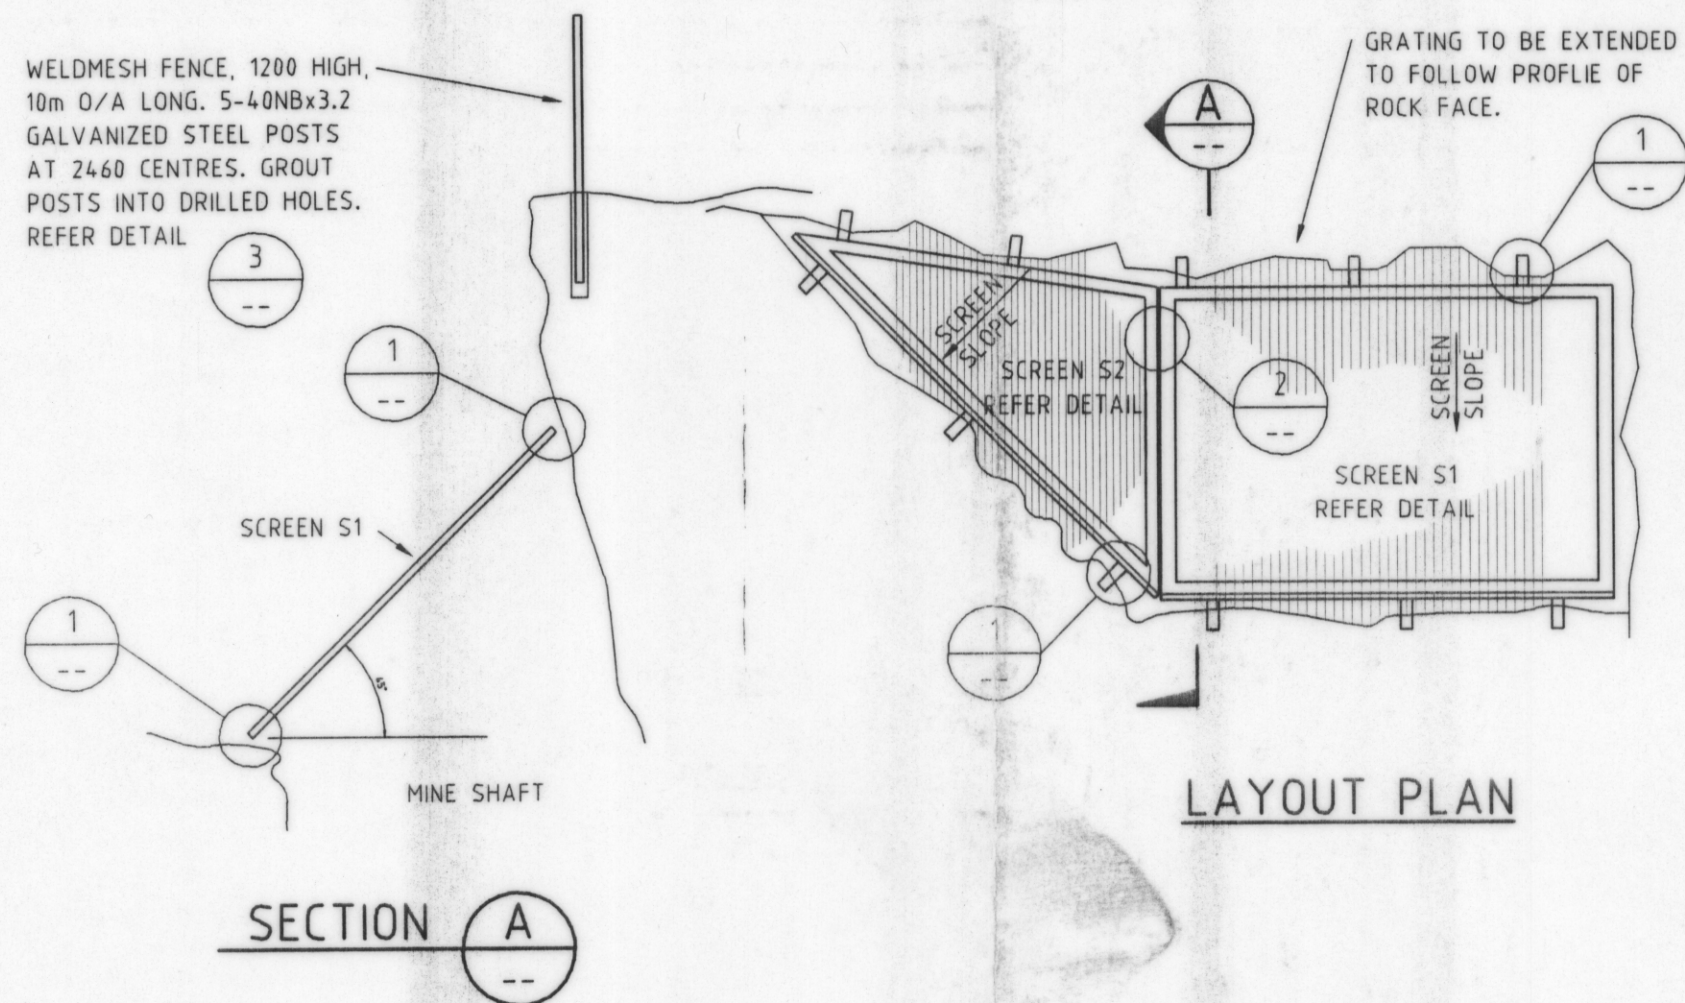 WELDMESH FENCE, 1200 HIGH,
10m O/A LONG. 5-40NBx3.2
GALVANIZED STEEL POSTS
AT 2460 CENTRES. GROUT
POSTS INTO DRILLED HOLES.
REFER DETAIL
3
--
1
--
SCREEN S1
1
--
45°
MINE SHAFT
SECTION A
--
GRATING TO BE EXTENDED
TO FOLLOW PROFLIE OF
ROCK FACE.
A
--
1
--
SCREEN
SLOPE
SCREEN S2
REFER DETAIL
2
--
SCREEN
SLOPE
SCREEN S1
REFER DETAIL
1
--
LAYOUT PLAN